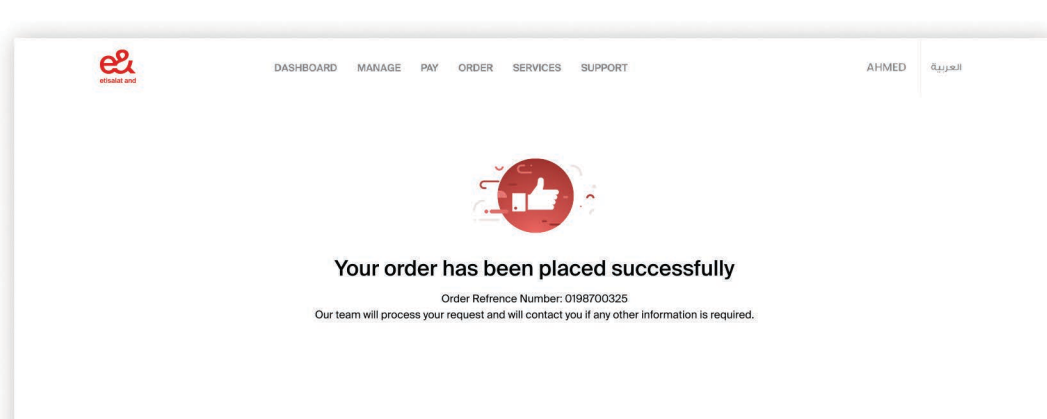 e&
etisalat and
DASHBOARD MANAGE PAY ORDER SERVICES SUPPORT AHMED العربية
Your order has been placed successfully
Order Refrence Number: 0198700325
Our team will process your request and will contact you if any other information is required.